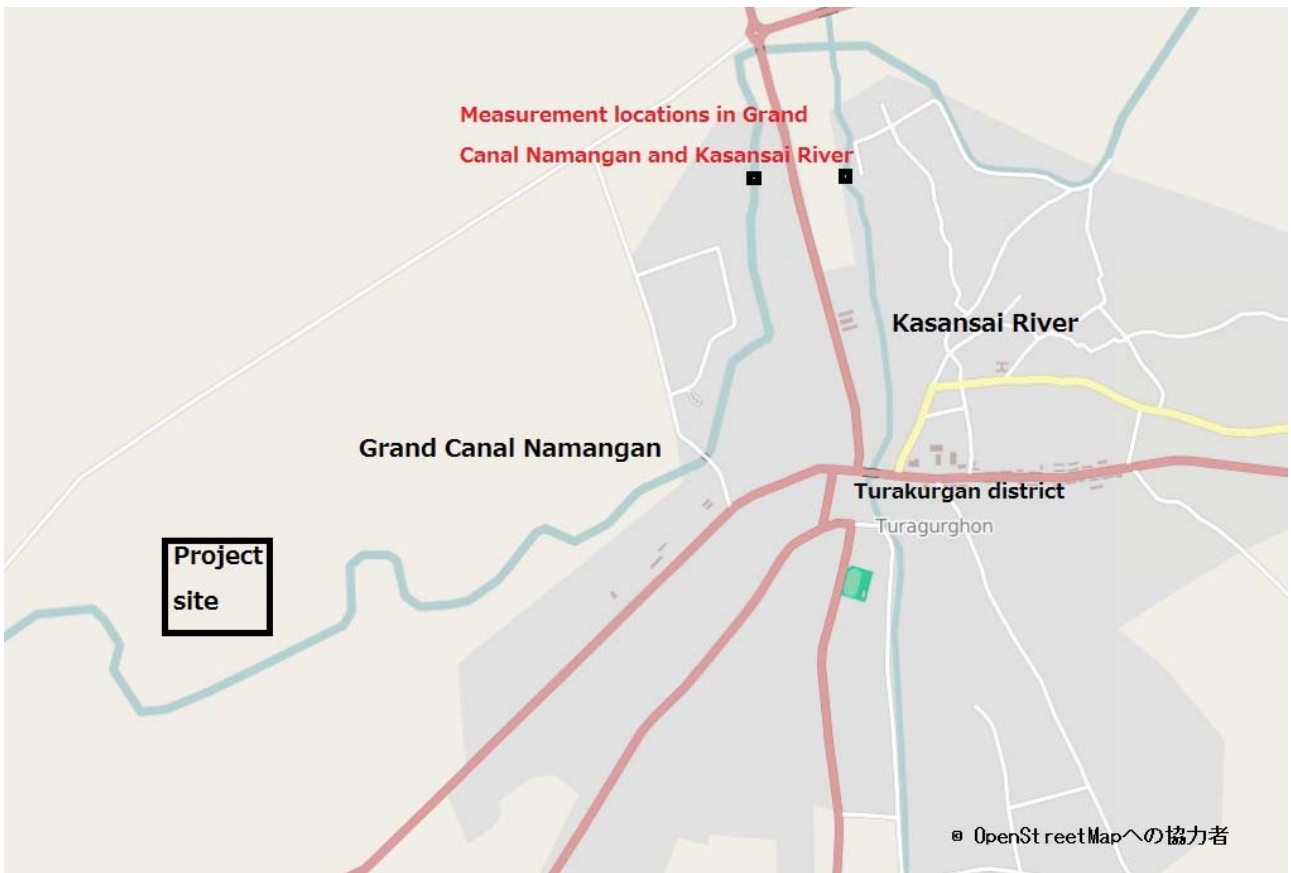 Measurement locations in Grand
Canal Namangan and Kasansai River
Kasansai River
Grand Canal Namangan
Turakurgan district
Turagurghon
Project
site
© OpenStreetMapへの協力者